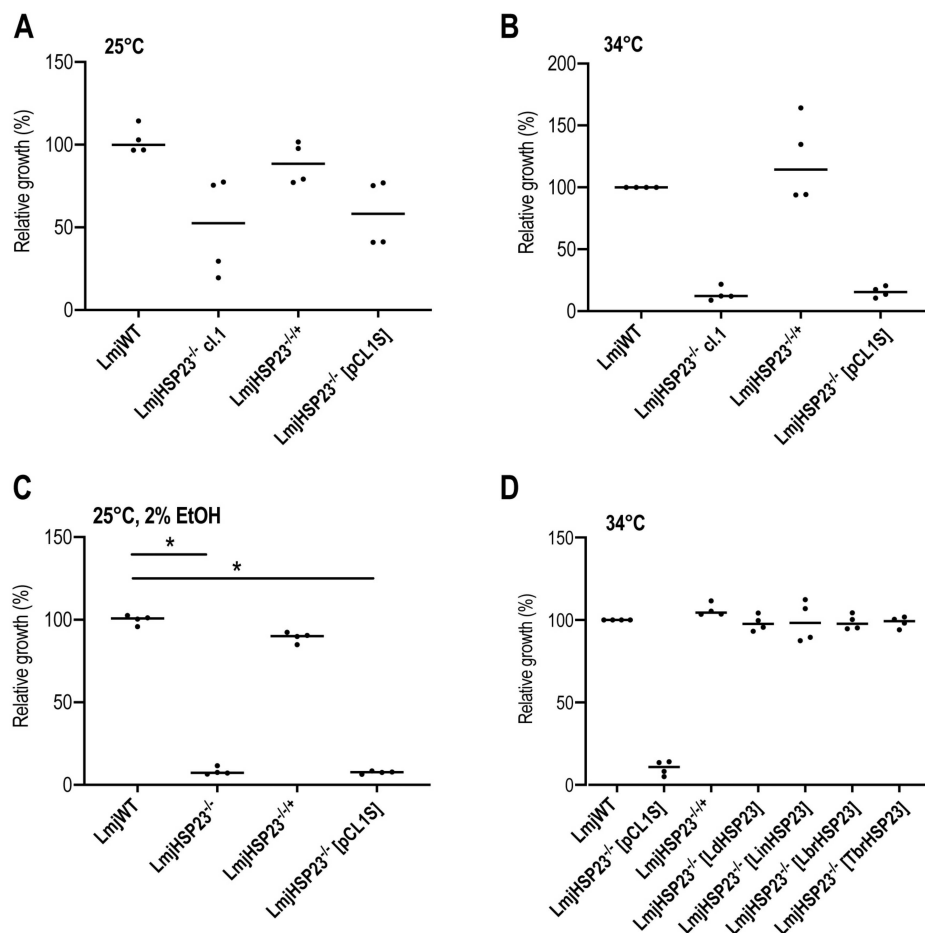 A
25°C
Relative growth (%)
150
100
50
0
LmjWT
LmjHSP23-/- cl.1
LmjHSP23-/-/+
LmjHSP23-/- [pCL1S]
B
34°C
Relative growth (%)
200
150
100
50
0
LmjWT
LmjHSP23-/- cl.1
LmjHSP23-/-/+
LmjHSP23-/- [pCL1S]
C
25°C, 2% EtOH
Relative growth (%)
150
100
50
0
*
*
LmjWT
LmjHSP23-/-
LmjHSP23-/-/+
LmjHSP23-/- [pCL1S]
D
34°C
Relative growth (%)
150
100
50
0
LmjWT
LmjHSP23-/- [pCL1S]
LmjHSP23-/-/+
LmjHSP23-/- [LdHSP23]
LmjHSP23-/- [LinHSP23]
LmjHSP23-/- [LbrHSP23]
LmjHSP23-/- [TbrHSP23]